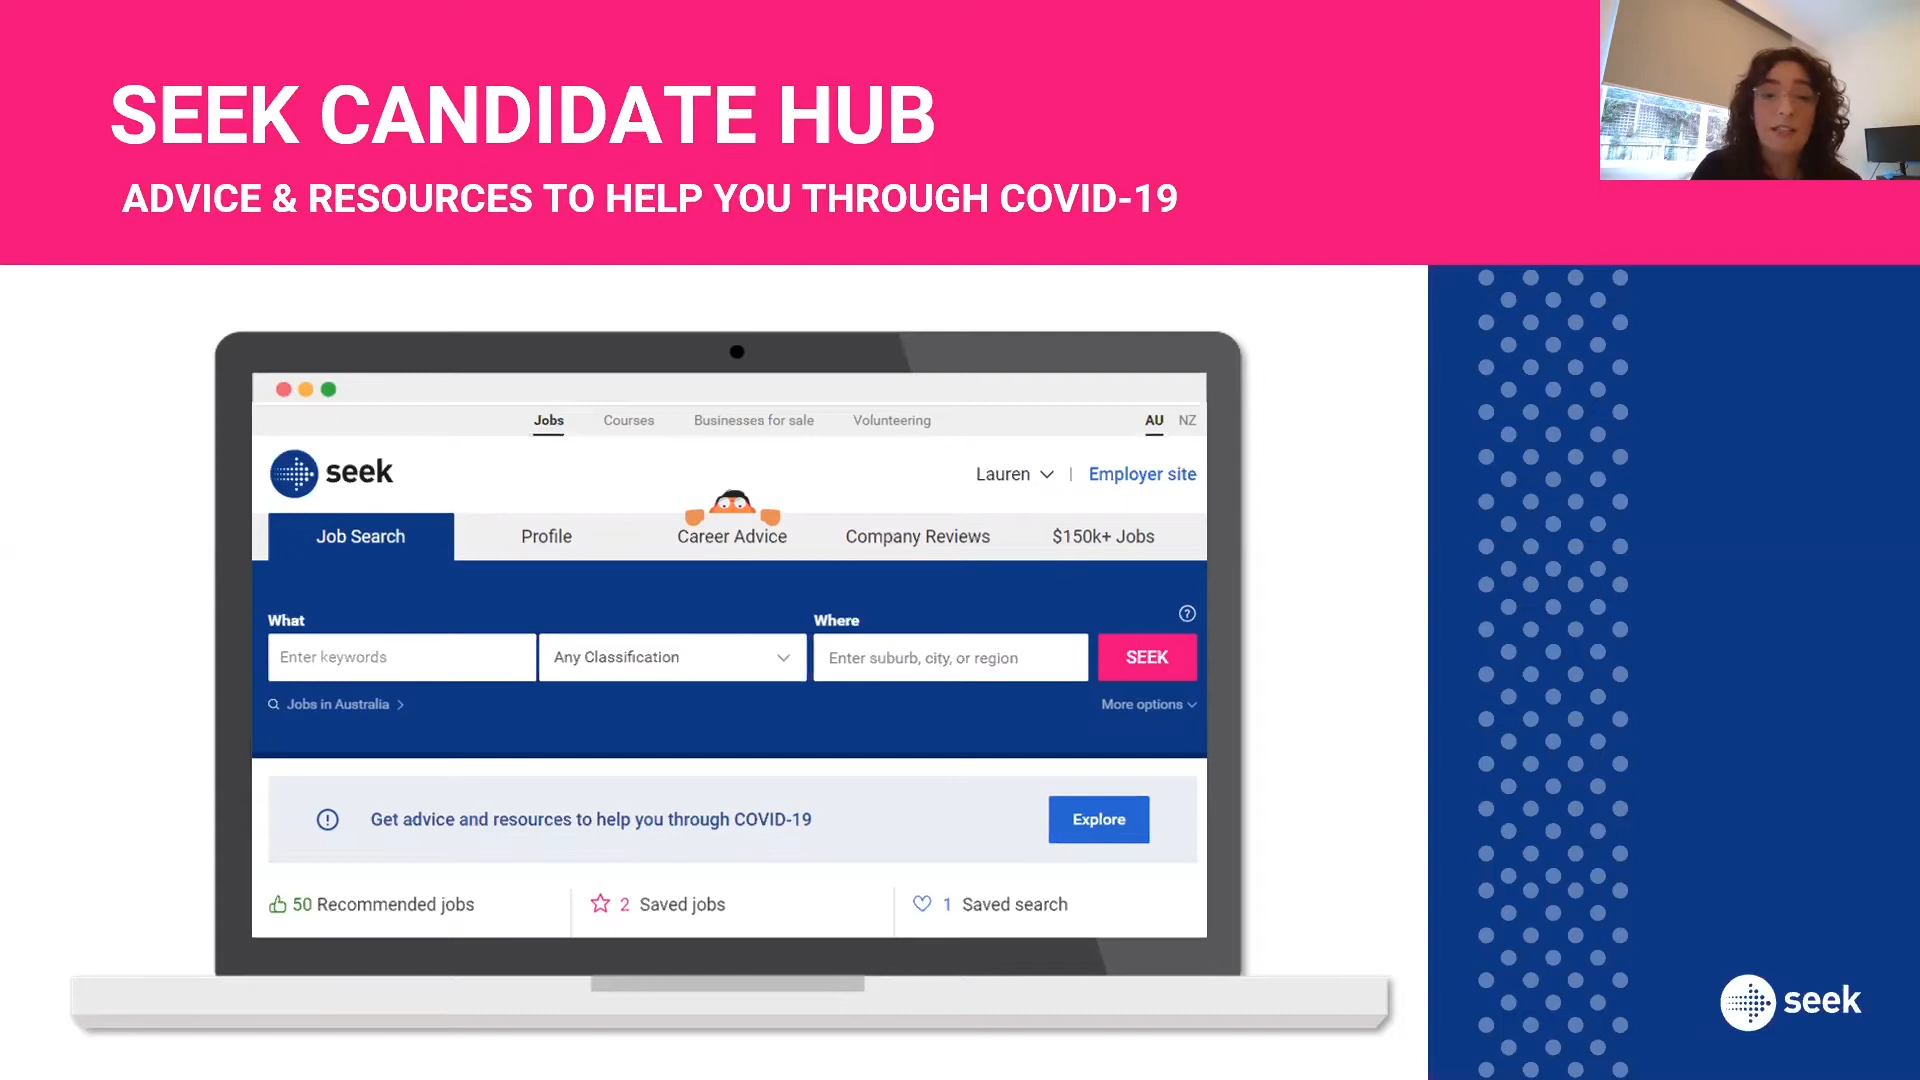 SEEK CANDIDATE HUB
ADVICE & RESOURCES TO HELP YOU THROUGH COVID-19
Jobs Courses Businesses for sale Volunteering AU NZ
seek
Lauren | Employer site
Job Search Profile Career Advice Company Reviews $150k+ Jobs
What Where
Enter keywords Any Classification Enter suburb, city, or region SEEK
Jobs in Australia More options
Get advice and resources to help you through COVID-19 Explore
50 Recommended jobs 2 Saved jobs 1 Saved search
seek